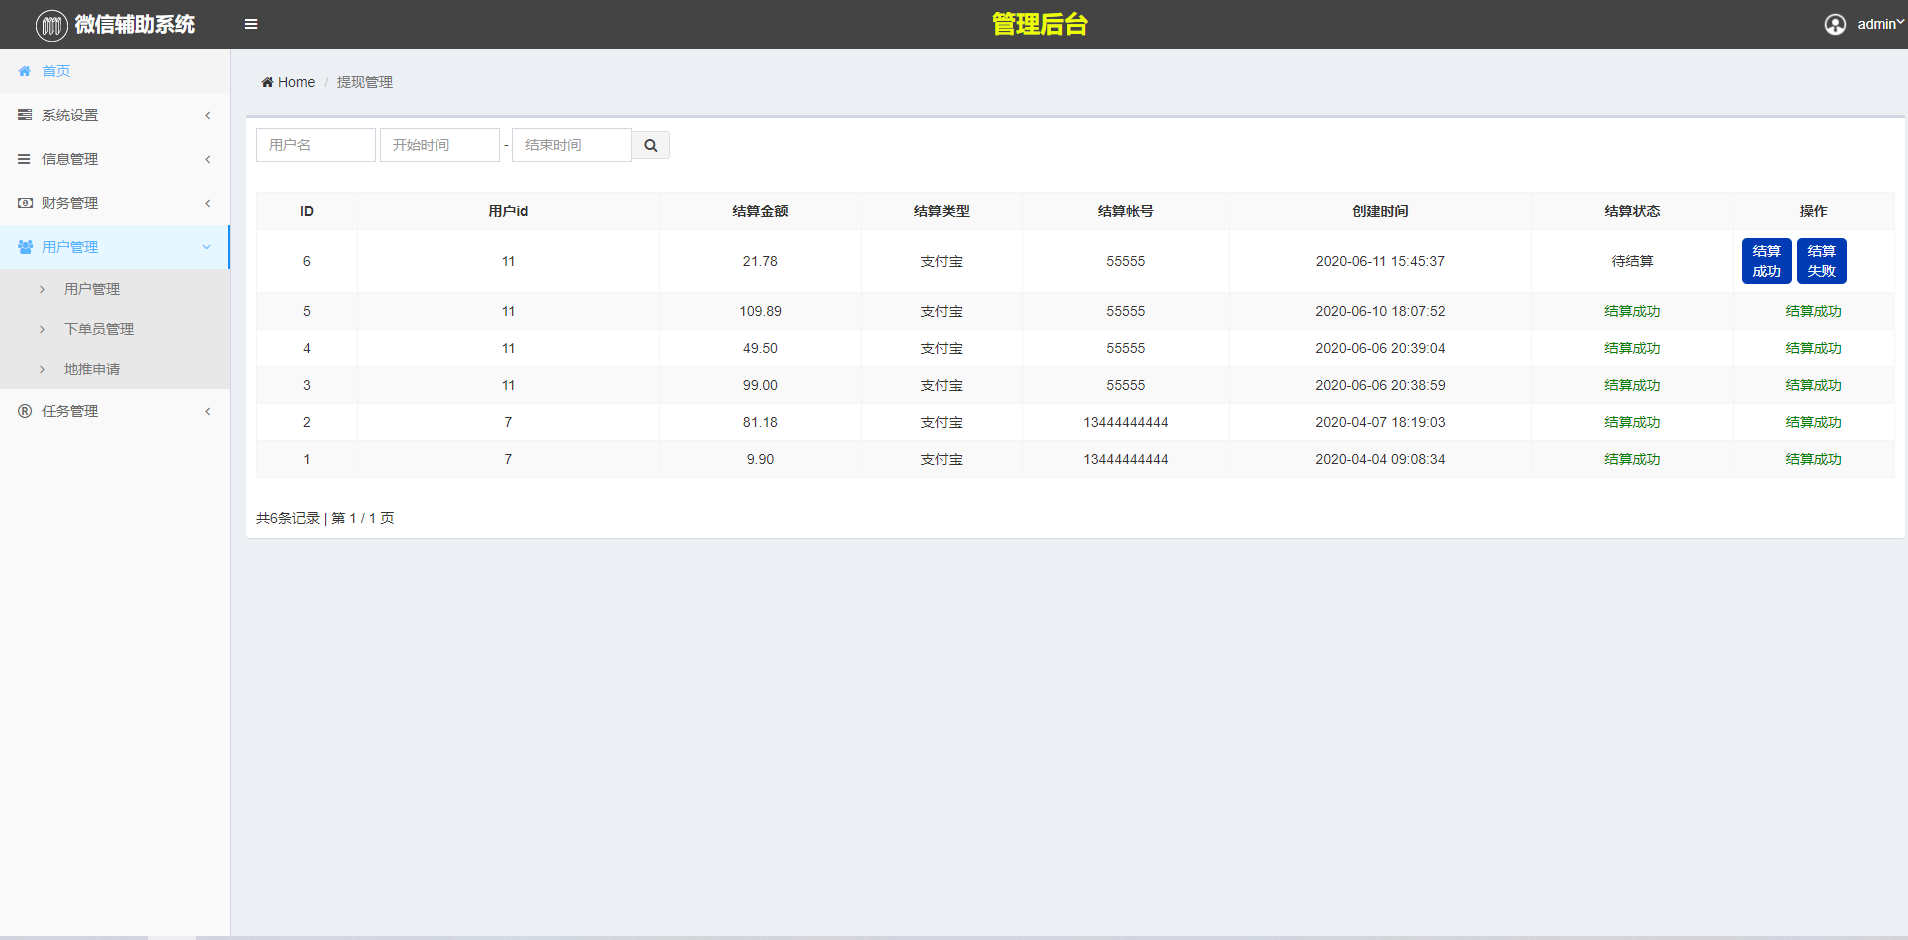 微信辅助系统
管理后台
admin
首页
系统设置
信息管理
财务管理
用户管理
用户管理
下单员管理
地推申请
任务管理
Home / 提现管理
用户名 开始时间 - 结束时间
ID 用户id 结算金额 结算类型 结算帐号 创建时间 结算状态 操作
6 11 21.78 支付宝 55555 2020-06-11 15:45:37 待结算 结算成功 结算失败
5 11 109.89 支付宝 55555 2020-06-10 18:07:52 结算成功 结算成功
4 11 49.50 支付宝 55555 2020-06-06 20:39:04 结算成功 结算成功
3 11 99.00 支付宝 55555 2020-06-06 20:38:59 结算成功 结算成功
2 7 81.18 支付宝 13444444444 2020-04-07 18:19:03 结算成功 结算成功
1 7 9.90 支付宝 13444444444 2020-04-04 09:08:34 结算成功 结算成功
共6条记录 | 第 1 / 1 页